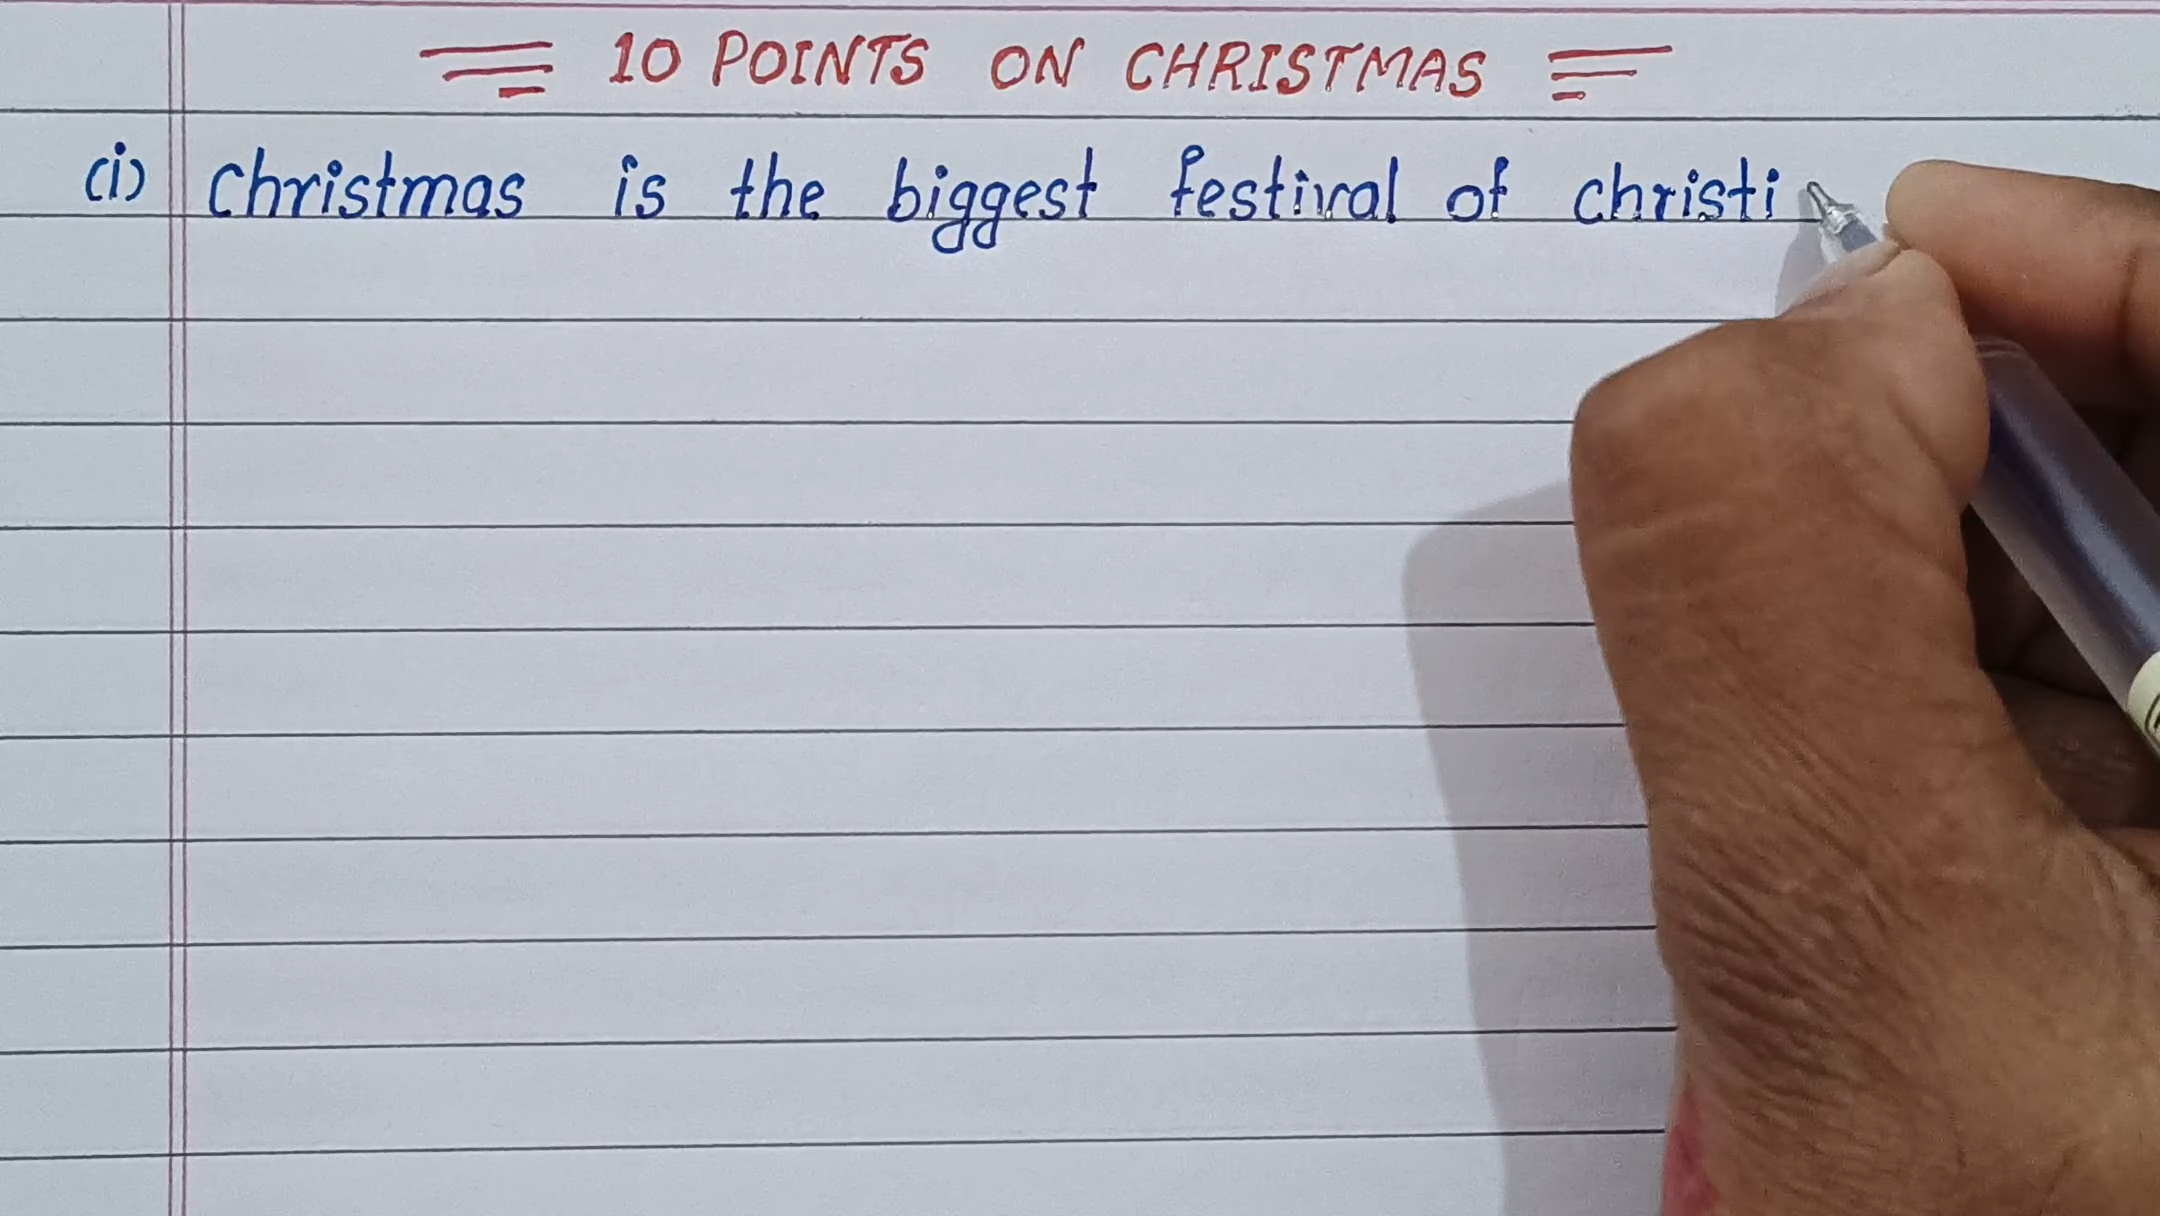 10 POINTS ON CHRISTMAS
(i) Christmas is the biggest festival of christi